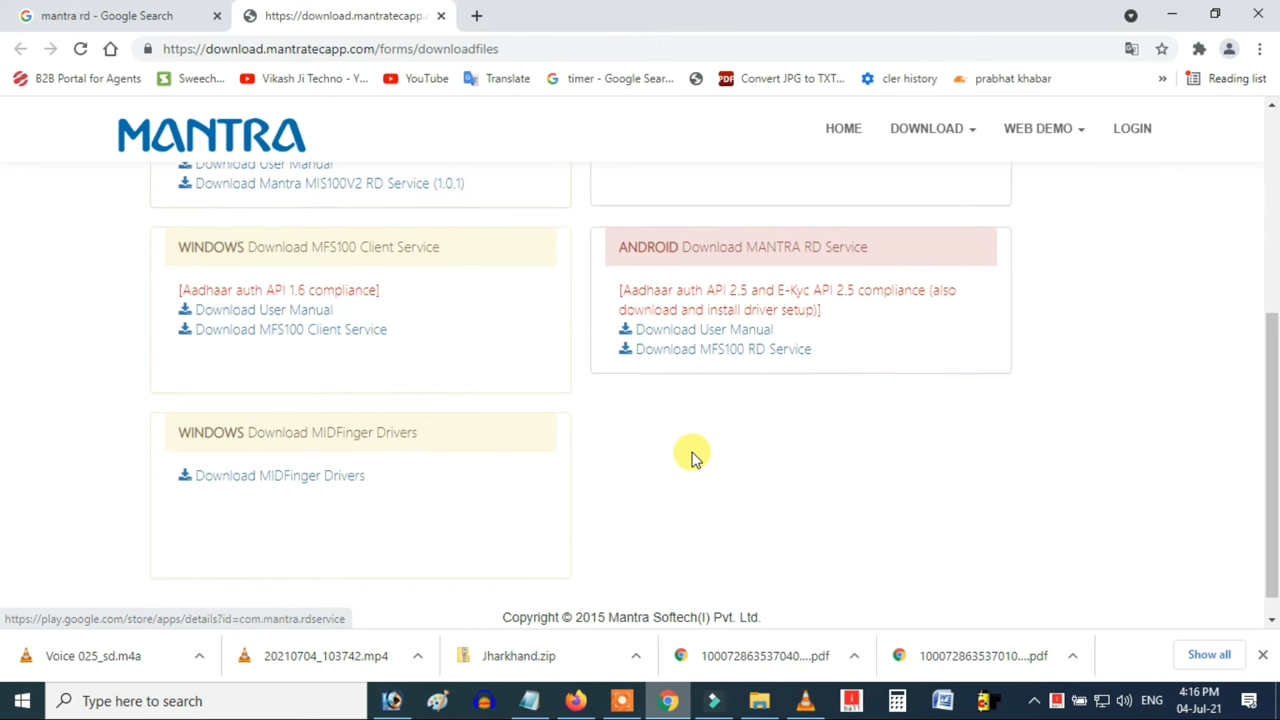 mantra rd - Google Search
https://download.mantratecapp.
https://download.mantratecapp.com/forms/downloadfiles
B2B Portal for Agents
Sweech...
Vikash Ji Techno - Y...
YouTube
Translate
timer - Google Sear...
Convert JPG to TXT...
cler history
prabhat khabar
»
Reading list
MANTRA
HOME
DOWNLOAD
WEB DEMO
LOGIN
Download User Manual
Download Mantra MIS100V2 RD Service (1.0.1)
WINDOWS Download MFS100 Client Service
[Aadhaar auth API 1.6 compliance]
Download User Manual
Download MFS100 Client Service
ANDROID Download MANTRA RD Service
[Aadhaar auth API 2.5 and E-Kyc API 2.5 compliance (also
download and install driver setup)]
Download User Manual
Download MFS100 RD Service
WINDOWS Download MIDFinger Drivers
Download MIDFinger Drivers
https://play.google.com/store/apps/details?id=com.mantra.rdservice
Copyright © 2015 Mantra Softech(I) Pvt. Ltd.
Voice 025_sd.m4a
20210704_103742.mp4
Jharkhand.zip
100072863537040....pdf
100072863537010....pdf
Show all
Type here to search
ENG
4:16 PM
04-Jul-21